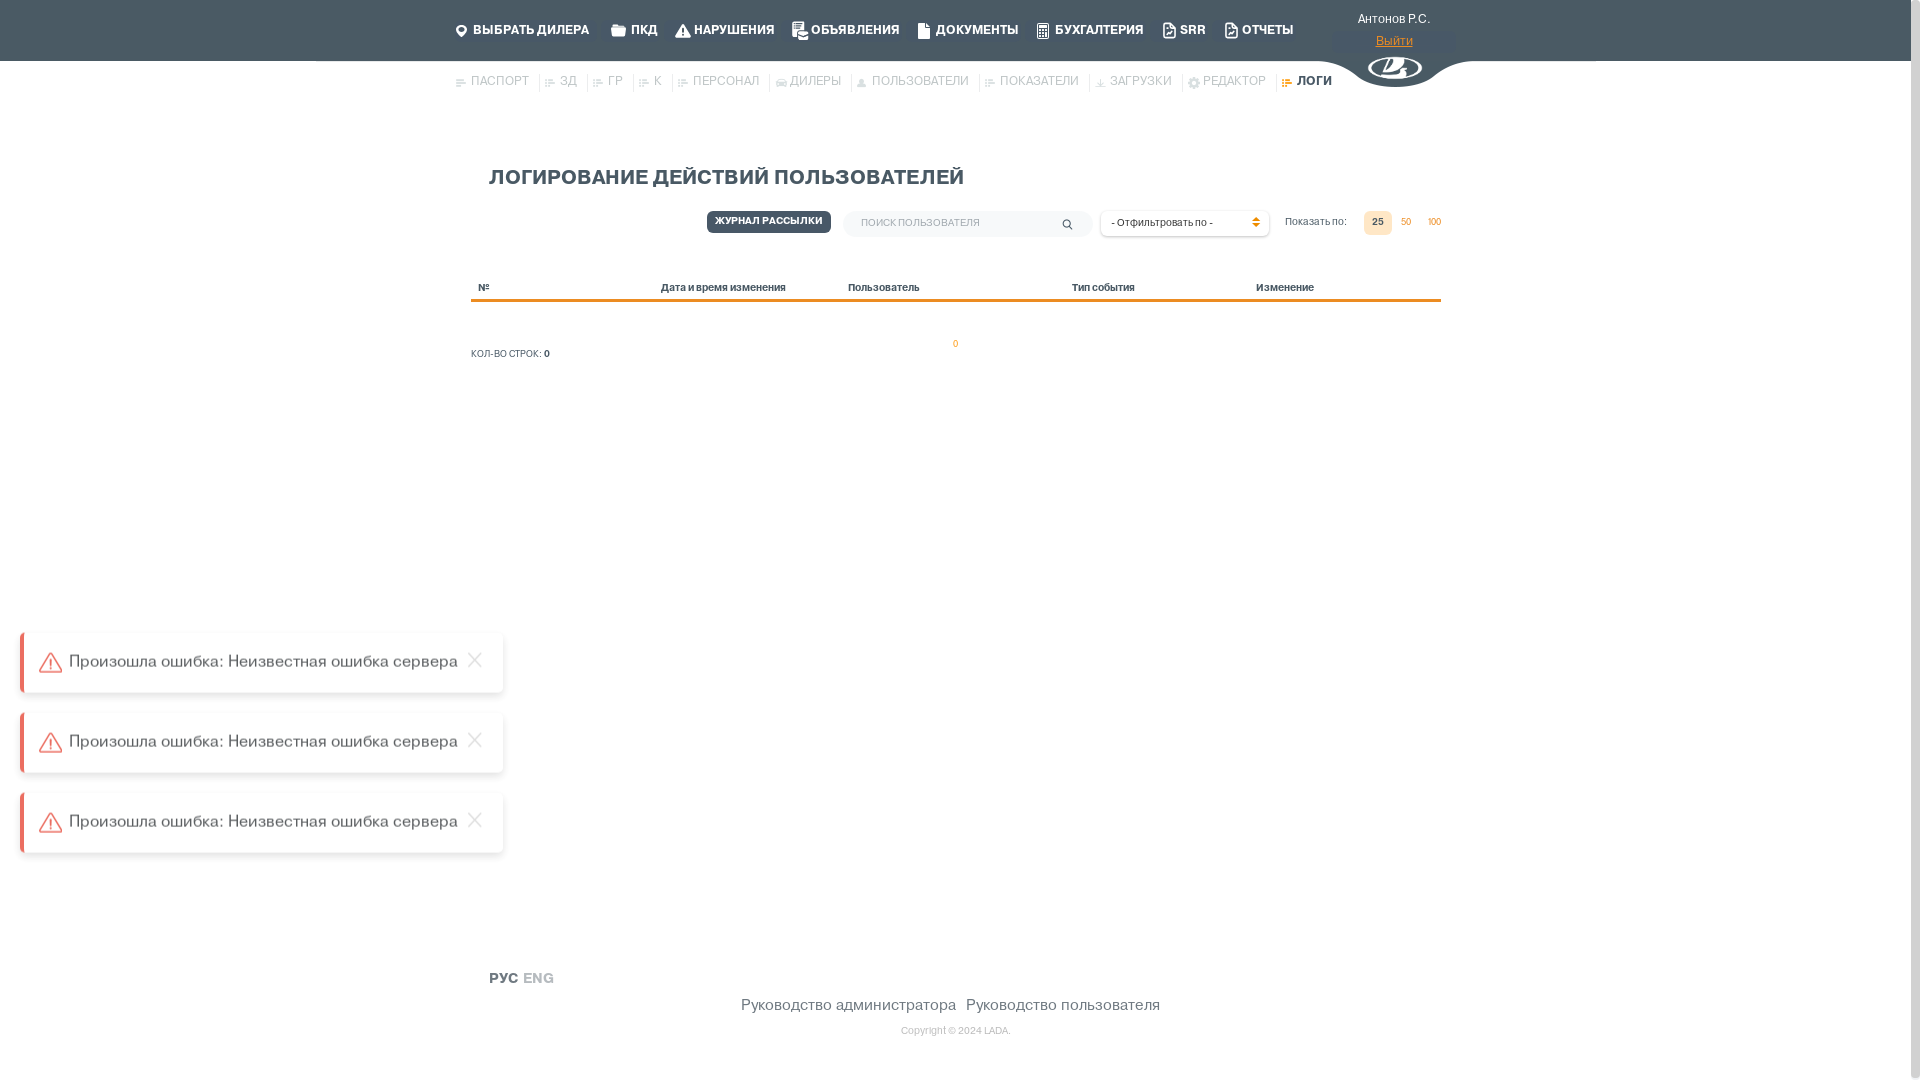 ВЫБРАТЬ ДИЛЕРА ПКД НАРУШЕНИЯ ОБЪЯВЛЕНИЯ ДОКУМЕНТЫ БУХГАЛТЕРИЯ SRR ОТЧЕТЫ Антонов Р.С.
Выйти
ПАСПОРТ ЗД ГР К ПЕРСОНАЛ ДИЛЕРЫ ПОЛЬЗОВАТЕЛИ ПОКАЗАТЕЛИ ЗАГРУЗКИ РЕДАКТОР ЛОГИ
ЛОГИРОВАНИЕ ДЕЙСТВИЙ ПОЛЬЗОВАТЕЛЕЙ
ЖУРНАЛ РАССЫЛКИ ПОИСК ПОЛЬЗОВАТЕЛЯ - Отфильтровать по - Показать по: 25 50 100
№ Дата и время изменения Пользователь Тип события Изменение
0
КОЛ-ВО СТРОК: 0
Произошла ошибка: Неизвестная ошибка сервера
Произошла ошибка: Неизвестная ошибка сервера
Произошла ошибка: Неизвестная ошибка сервера
РУС ENG
Руководство администратора Руководство пользователя
Copyright © 2024 LADA.